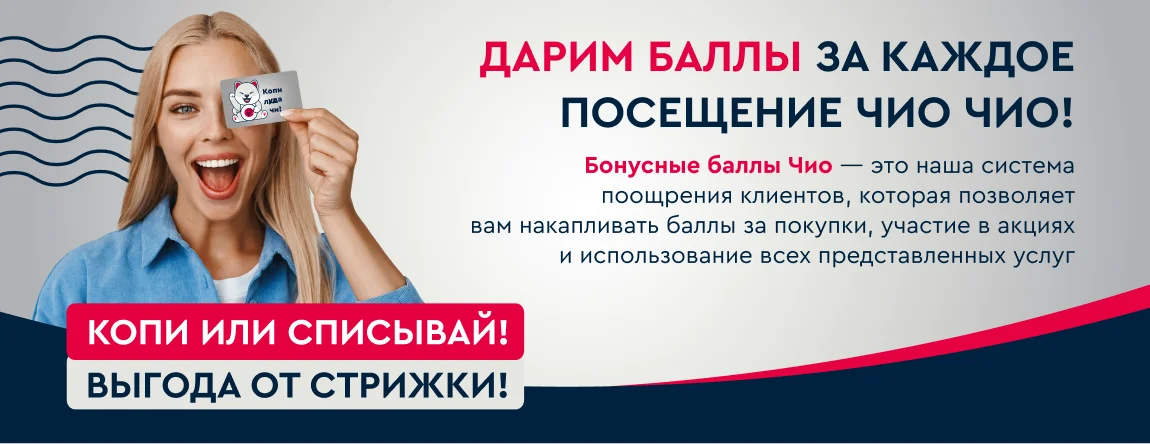 Копи
ДАРИМ БАЛЛЫ ЗА КАЖДОЕ
ПОСЕЩЕНИЕ ЧИО ЧИО!
Бонусные баллы Чио — это наша система
поощрения клиентов, которая позволяет
вам накапливать баллы за покупки, участие в акциях
и использование всех представленных услуг
КОПИ ИЛИ СПИСЫВАЙ!
ВЫГОДА ОТ СТРИЖКИ!